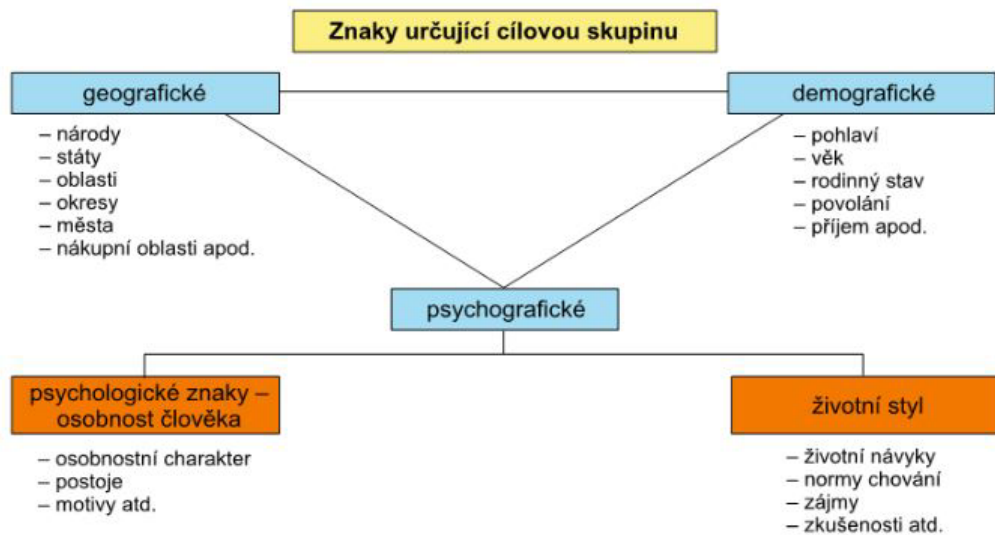 Znaky určující cílovou skupinu
geografické
– národy
– státy
– oblasti
– okresy
– města
– nákupní oblasti apod.
demografické
– pohlaví
– věk
– rodinný stav
– povolání
– příjem apod.
psychografické
psychologické znaky –
osobnost člověka
– osobnostní charakter
– postoje
– motivy atd.
životní styl
– životní návyky
– normy chování
– zájmy
– zkušenosti atd.